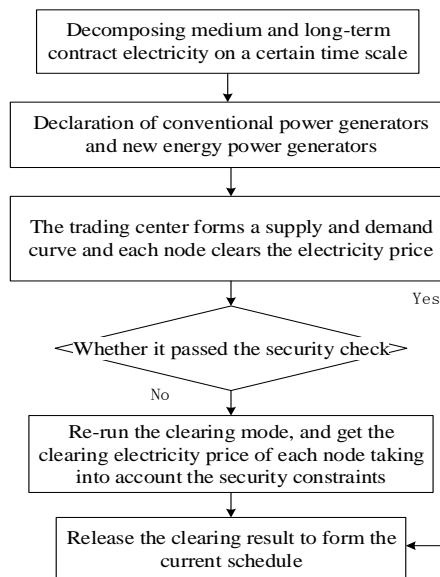 Decomposing medium and long-term
contract electricity on a certain time scale
Declaration of conventional power generators
and new energy power generators
The trading center forms a supply and demand
curve and each node clears the electricity price
Yes
Whether it passed the security check
No
Re-run the clearing mode, and get the
clearing electricity price of each node taking
into account the security constraints
Release the clearing result to form the
current schedule